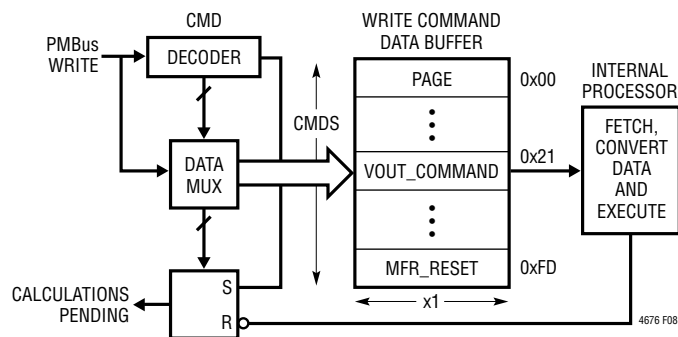 CMD
PMBus
WRITE
DECODER
DATA
MUX
S
R
CALCULATIONS
PENDING
CMDS
WRITE COMMAND
DATA BUFFER
PAGE
0x00
VOUT_COMMAND
0x21
MFR_RESET
0xFD
x1
INTERNAL
PROCESSOR
FETCH,
CONVERT
DATA
AND
EXECUTE
4676 F08